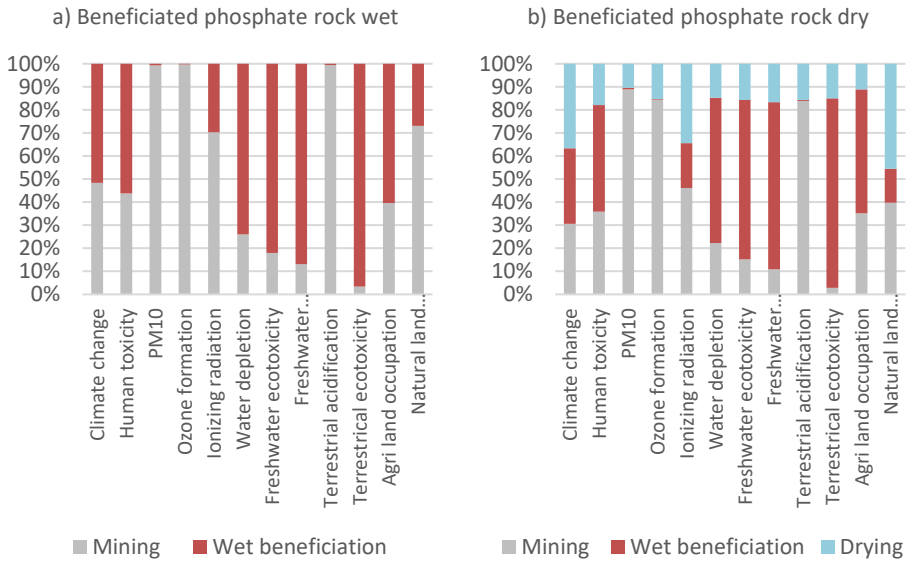 a) Beneficiated phosphate rock wet
100%
90%
80%
70%
60%
50%
40%
30%
20%
10%
0%
Climate change
Human toxicity
PM10
Ozone formation
Ionizing radiation
Water depletion
Freshwater ecotoxicity
Freshwater...
Terrestrial acidification
Terrestrical ecotoxicity
Agri land occupation
Natural land...
Mining
Wet beneficiation
b) Beneficiated phosphate rock dry
100%
90%
80%
70%
60%
50%
40%
30%
20%
10%
0%
Climate change
Human toxicity
PM10
Ozone formation
Ionizing radiation
Water depletion
Freshwater ecotoxicity
Freshwater...
Terrestrial acidification
Terrestrical ecotoxicity
Agri land occupation
Natural land...
Mining
Wet beneficiation
Drying